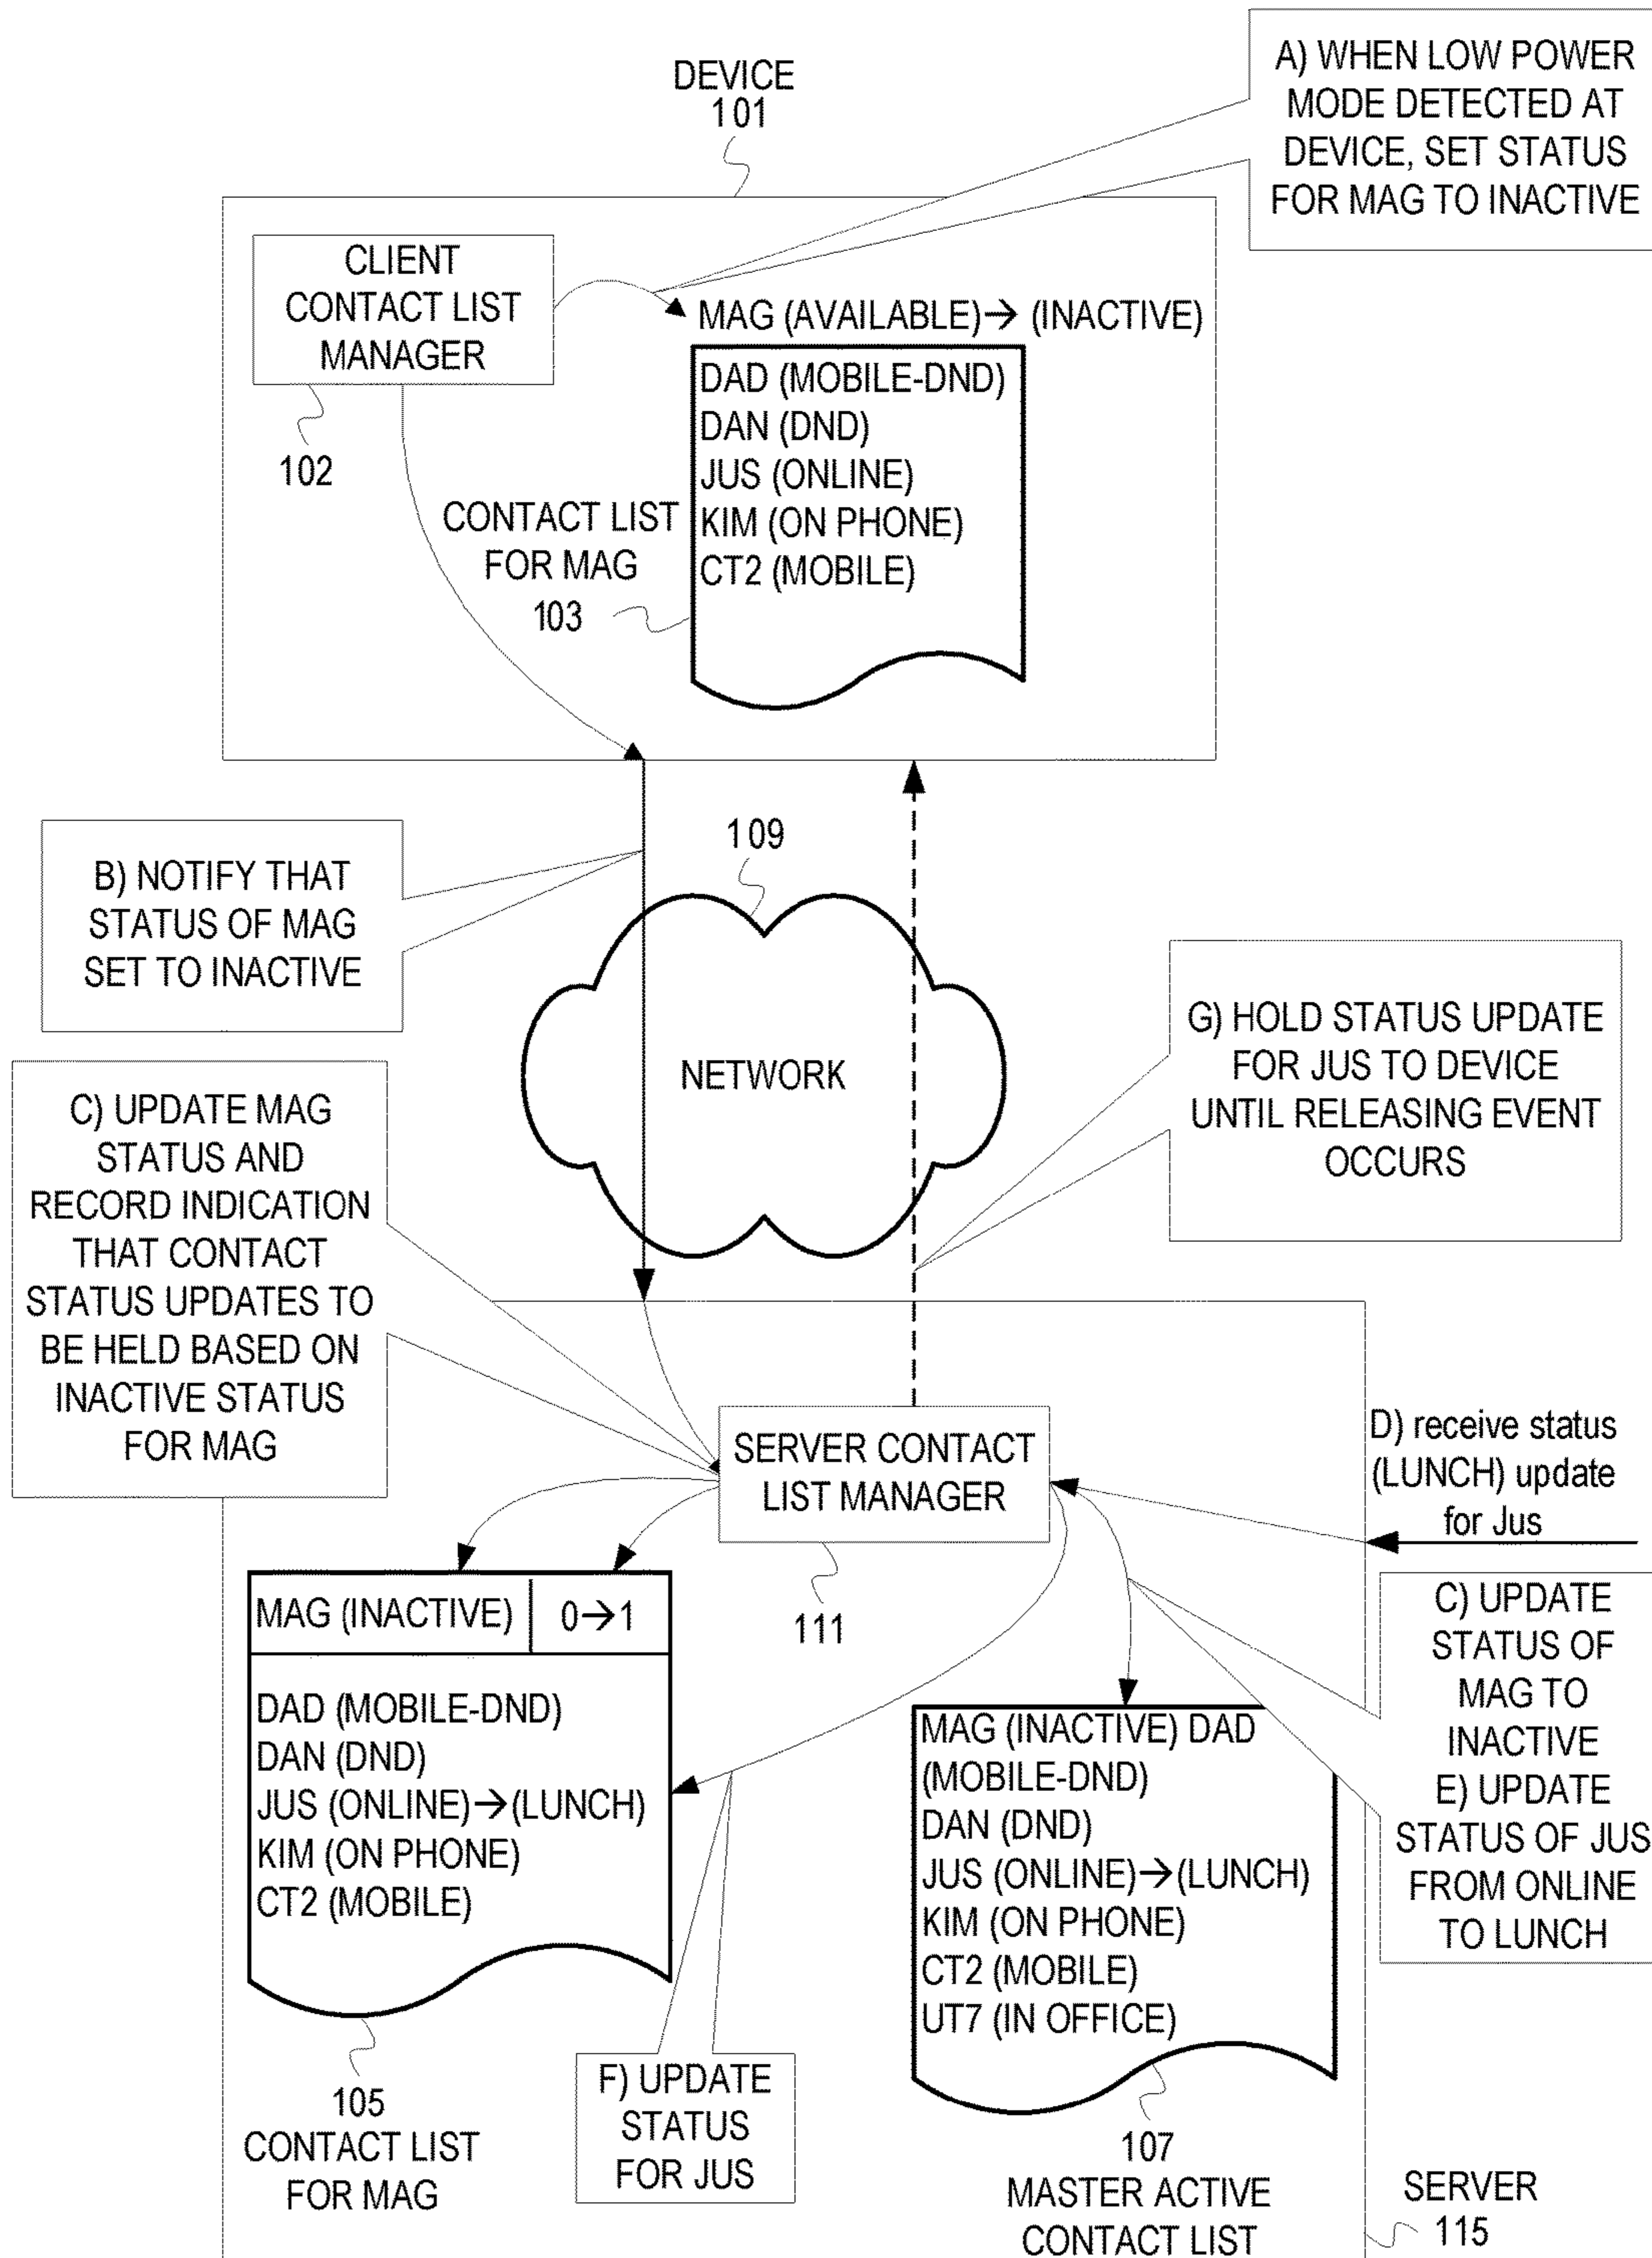 A) WHEN LOW POWER
MODE DETECTED AT
DEVICE, SET STATUS
FOR MAG TO INACTIVE
DEVICE
101
CLIENT
CONTACT LIST
MANAGER
102
MAG (AVAILABLE)→ (INACTIVE)
DAD (MOBILE-DND)
DAN (DND)
JUS (ONLINE)
KIM (ON PHONE)
CT2 (MOBILE)
CONTACT LIST
FOR MAG
103
B) NOTIFY THAT
STATUS OF MAG
SET TO INACTIVE
109
NETWORK
G) HOLD STATUS UPDATE
FOR JUS TO DEVICE
UNTIL RELEASING EVENT
OCCURS
C) UPDATE MAG
STATUS AND
RECORD INDICATION
THAT CONTACT
STATUS UPDATES TO
BE HELD BASED ON
INACTIVE STATUS
FOR MAG
SERVER CONTACT
LIST MANAGER
111
D) receive status
(LUNCH) update
for Jus
MAG (INACTIVE)
0→1
DAD (MOBILE-DND)
DAN (DND)
JUS (ONLINE)→(LUNCH)
KIM (ON PHONE)
CT2 (MOBILE)
105
CONTACT LIST
FOR MAG
F) UPDATE
STATUS
FOR JUS
MAG (INACTIVE) DAD
(MOBILE-DND)
DAN (DND)
JUS (ONLINE)→(LUNCH)
KIM (ON PHONE)
CT2 (MOBILE)
UT7 (IN OFFICE)
107
MASTER ACTIVE
CONTACT LIST
C) UPDATE
STATUS OF
MAG TO
INACTIVE
E) UPDATE
STATUS OF JUS
FROM ONLINE
TO LUNCH
SERVER
115